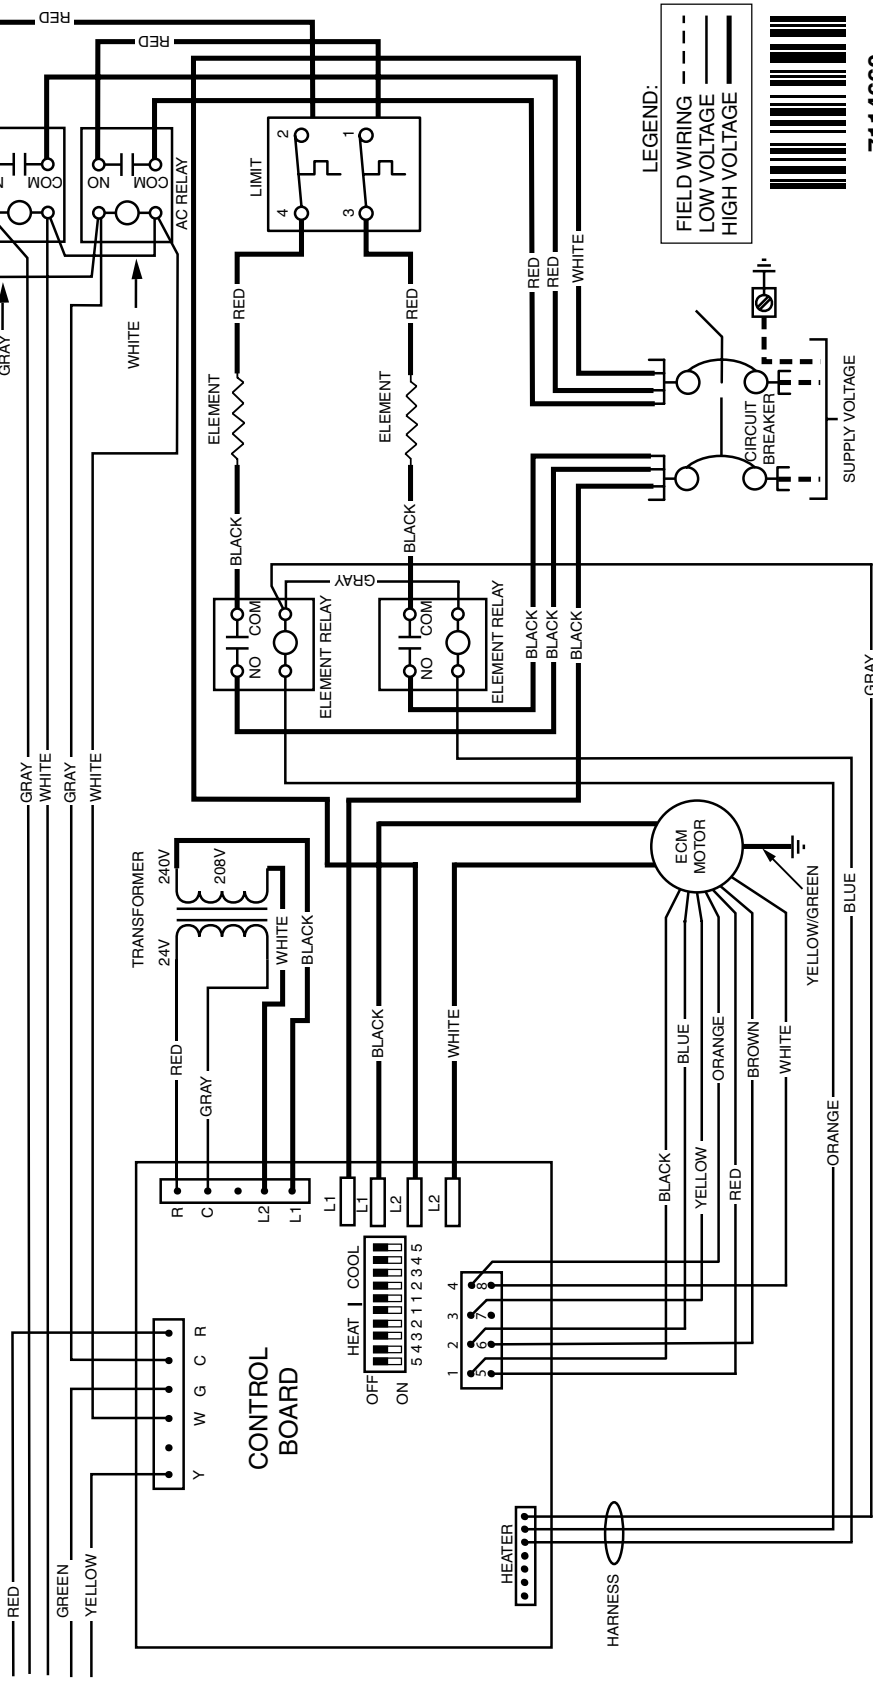 RED
RED
COM
NO
COM
AC RELAY
GRAY
WHITE
LIMIT
2
1
4
3
RED
RED
ELEMENT
ELEMENT
BLACK
BLACK
RED
RED
WHITE
LEGEND:
FIELD WIRING
LOW VOLTAGE
HIGH VOLTAGE
CIRCUIT
BREAKER
SUPPLY VOLTAGE
GRAY
COM
NO
ELEMENT RELAY
COM
NO
ELEMENT RELAY
BLACK
BLACK
BLACK
GRAY
GRAY
WHITE
GRAY
WHITE
TRANSFORMER
240V
208V
24V
WHITE
BLACK
RED
GRAY
BLACK
WHITE
ECM
MOTOR
YELLOW/GREEN
BLUE
ORANGE
BLUE
ORANGE
BROWN
WHITE
BLACK
YELLOW
RED
R
C
L2
L1
L1
L1
L2
L2
HEAT
COOL
5 4 3 2 1 1 2 3 4 5
OFF
ON
4
3
2
1
8
7
6
5
CONTROL
BOARD
R
C
G
W
Y
HEATER
HARNESS
RED
GREEN
YELLOW